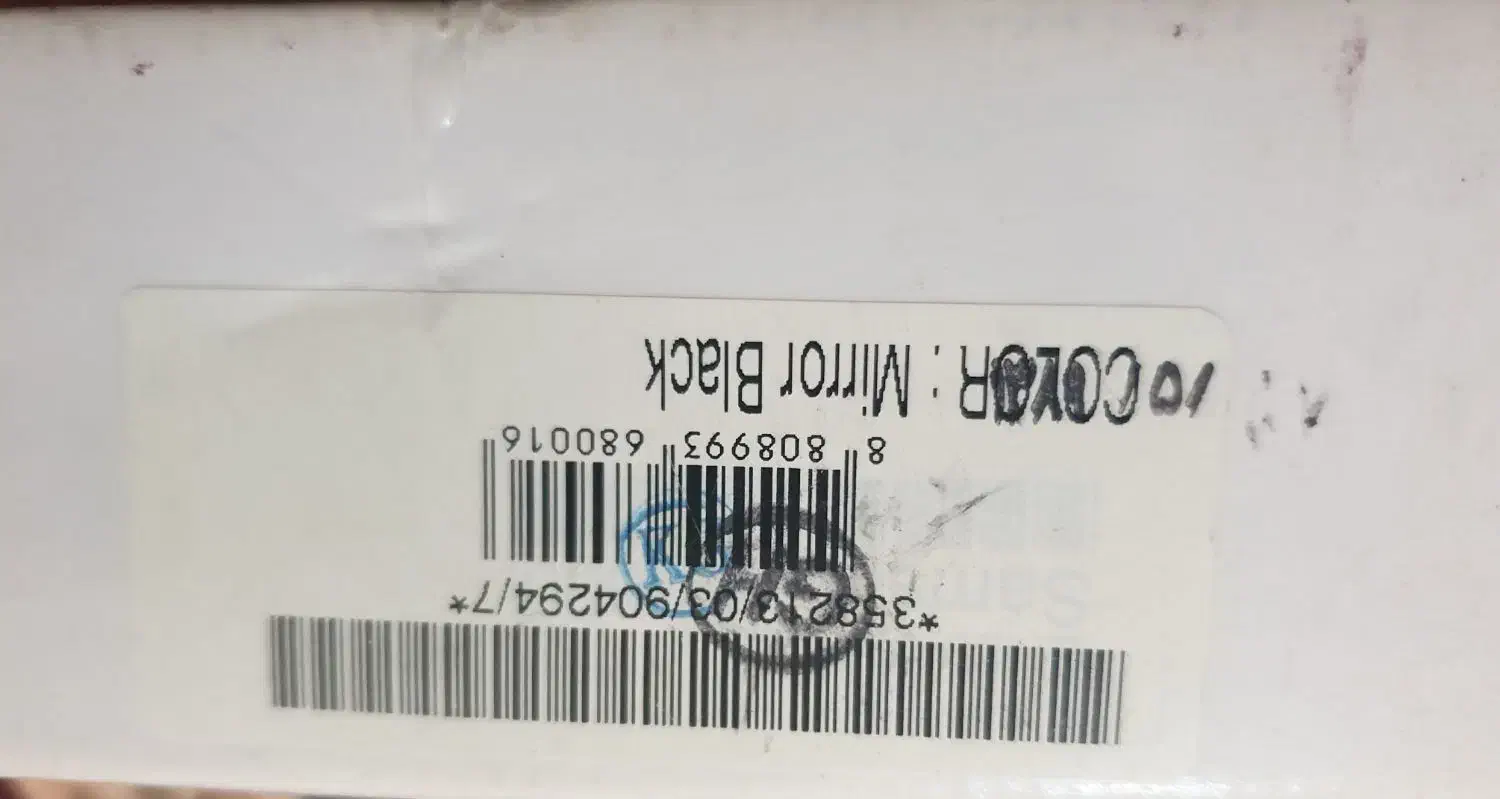 *358213/03/904294/7*
8 808993 680016
COLOR : Mirror Black